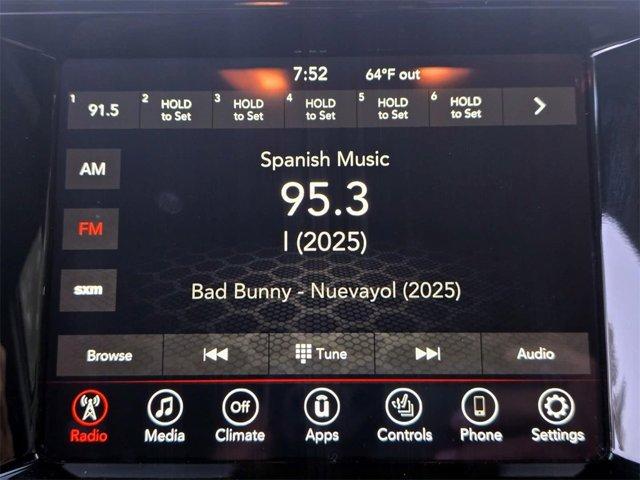 7:52 64°F out
1 91.5 2 HOLD to Set 3 HOLD to Set 4 HOLD to Set 5 HOLD to Set 6 HOLD to Set
AM
Spanish Music
95.3
FM
I (2025)
sxm
Bad Bunny - Nuevayol (2025)
Browse Tune Audio
Radio Media Off Climate Apps Controls Phone Settings